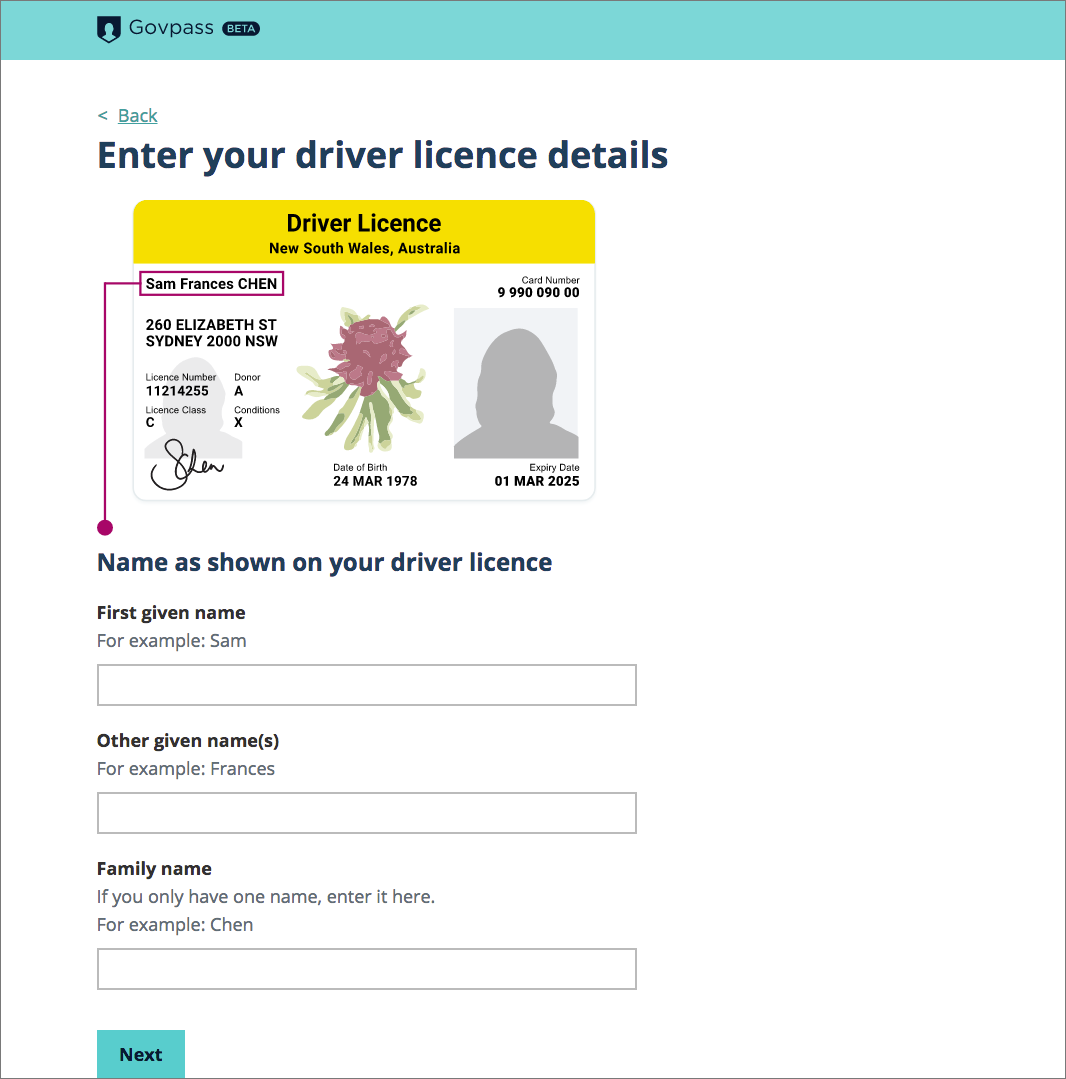 Govpass BETA
< Back
Enter your driver licence details
Driver Licence
New South Wales, Australia
Sam Frances CHEN
Card Number
9 990 090 00
260 ELIZABETH ST
SYDNEY 2000 NSW
Licence Number Donor
11214255 A
Licence Class Conditions
C X
SChen
Date of Birth
24 MAR 1978
Expiry Date
01 MAR 2025
Name as shown on your driver licence
First given name
For example: Sam
Other given name(s)
For example: Frances
Family name
If you only have one name, enter it here.
For example: Chen
Next